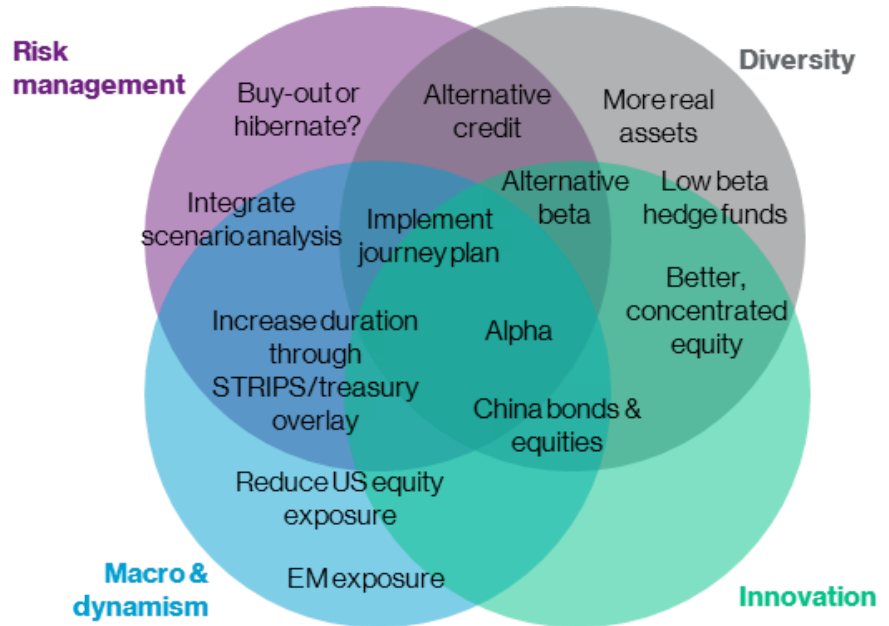 Risk
management
Diversity
Buy-out or
hibernate?
Alternative
credit
More real
assets
Integrate
scenario analysis
Implement
journey plan
Alternative
beta
Low beta
hedge funds
Better,
concentrated
equity
Increase duration
through
STRIPS/treasury
overlay
Alpha
China bonds &
equities
Reduce US equity
exposure
EM exposure
Macro &
dynamism
Innovation